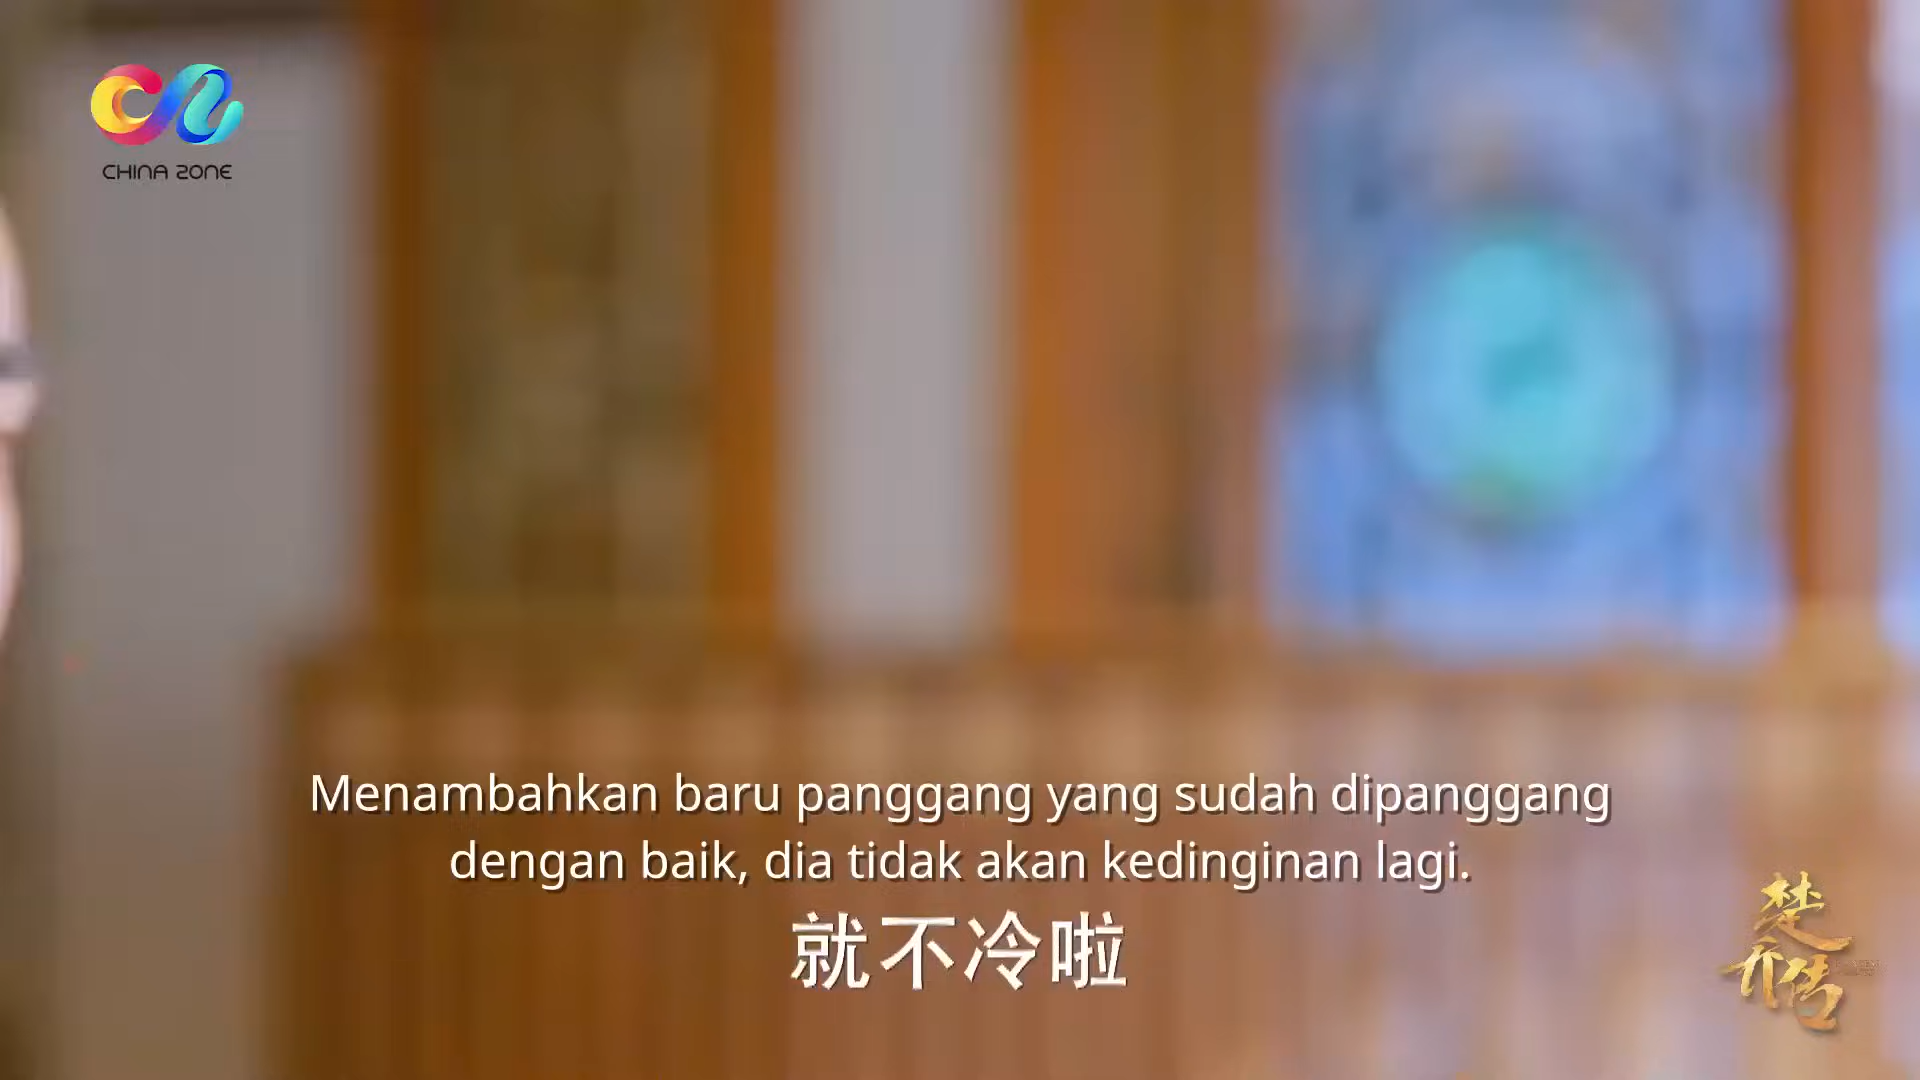 CHINA ZONE
Menambahkan baru panggang yang sudah dipanggang
dengan baik, dia tidak akan kedinginan lagi.
就不冷啦
楚
乔传